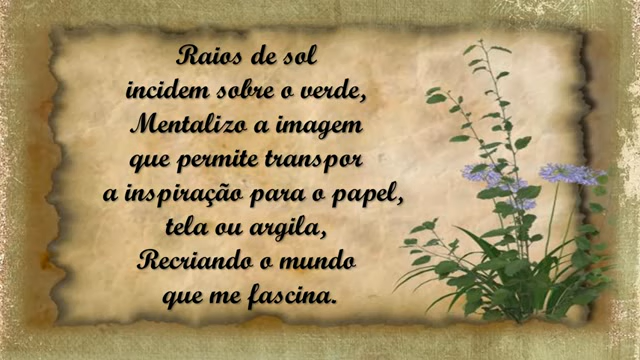 Raios de sol
incidem sobre o verde,
Mentalizo a imagem
que permite transpor
a inspiração para o papel,
tela ou argila,
Recriando o mundo
que me fascina.